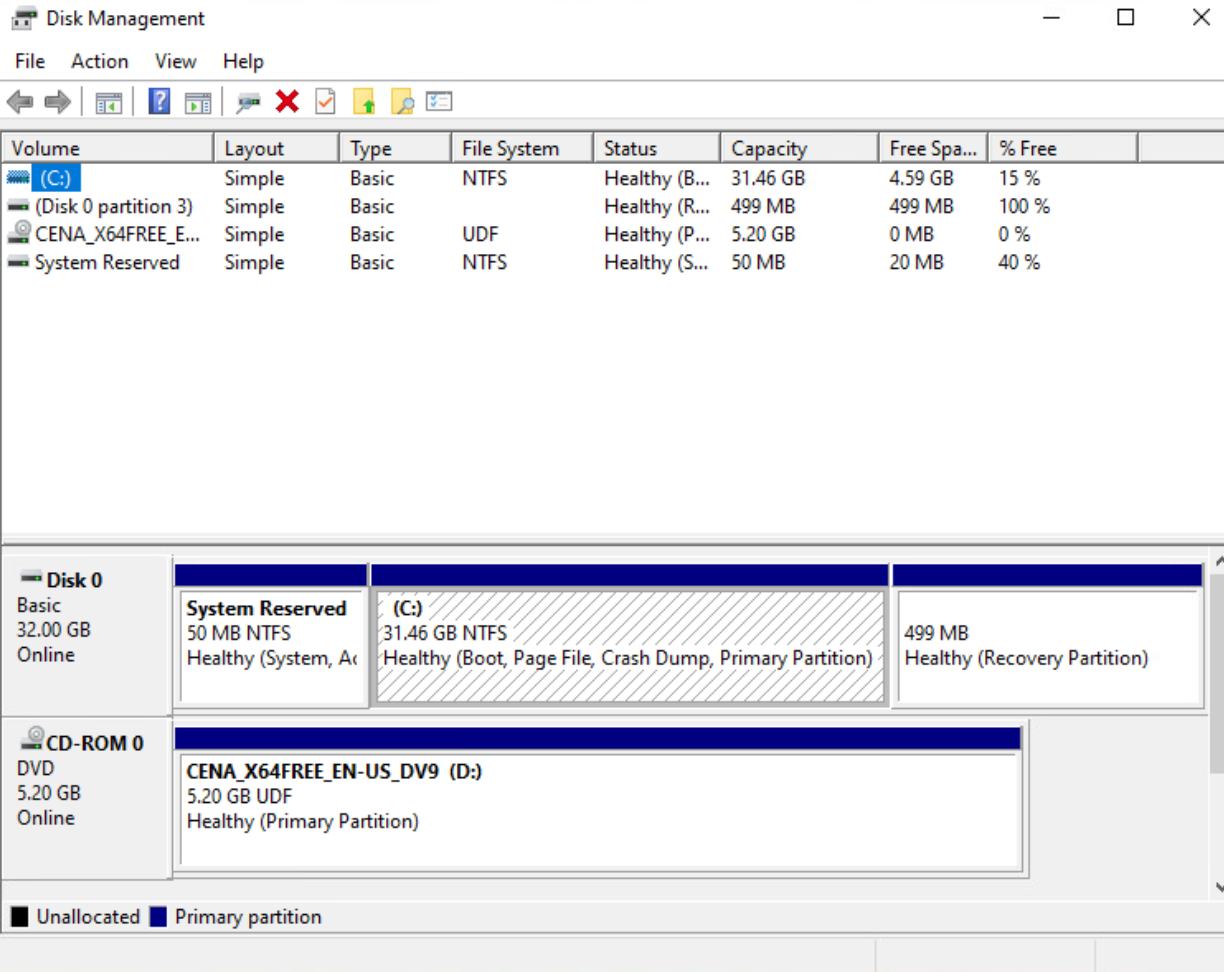 Disk Management
File Action View Help
Volume Layout Type File System Status Capacity Free Spa... % Free
(C:) Simple Basic NTFS Healthy (B... 31.46 GB 4.59 GB 15 %
(Disk 0 partition 3) Simple Basic Healthy (R... 499 MB 499 MB 100 %
CENA_X64FREE_E... Simple Basic UDF Healthy (P... 5.20 GB 0 MB 0 %
System Reserved Simple Basic NTFS Healthy (S... 50 MB 20 MB 40 %
Disk 0
Basic
32.00 GB
Online
System Reserved
50 MB NTFS
Healthy (System, Ac
(C:)
31.46 GB NTFS
Healthy (Boot, Page File, Crash Dump, Primary Partition)
499 MB
Healthy (Recovery Partition)
CD-ROM 0
DVD
5.20 GB
Online
CENA_X64FREE_EN-US_DV9 (D:)
5.20 GB UDF
Healthy (Primary Partition)
Unallocated Primary partition